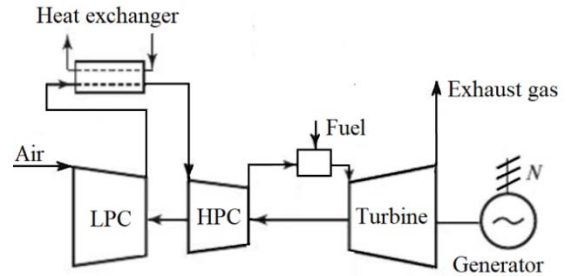 Heat exchanger
Exhaust gas
Fuel
Air
N
LPC
HPC
Turbine
~
Generator